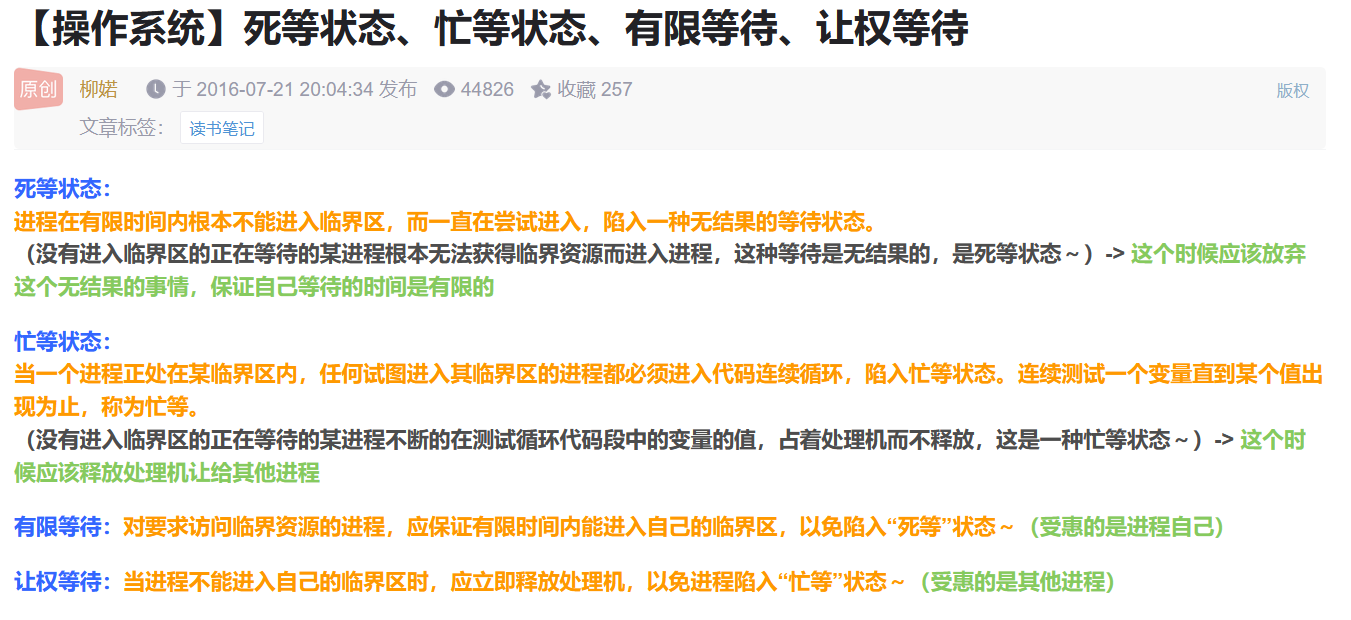 【操作系统】死等状态、忙等状态、有限等待、让权等待
原创 柳婼 于 2016-07-21 20:04:34 发布 44826 收藏 257 版权
文章标签： 读书笔记
死等状态：
进程在有限时间内根本不能进入临界区，而一直在尝试进入，陷入一种无结果的等待状态。
（没有进入临界区的正在等待的某进程根本无法获得临界资源而进入进程，这种等待是无结果的，是死等状态～）-> 这个时候应该放弃
这个无结果的事情，保证自己等待的时间是有限的
忙等状态：
当一个进程正处在某临界区内，任何试图进入其临界区的进程都必须进入代码连续循环，陷入忙等状态。连续测试一个变量直到某个值出
现为止，称为忙等。
（没有进入临界区的正在等待的某进程不断的在测试循环代码段中的变量的值，占着处理机而不释放，这是一种忙等状态～）-> 这个时
候应该释放处理机让给其他进程
有限等待：对要求访问临界资源的进程，应保证有限时间内能进入自己的临界区，以免陷入“死等”状态～（受惠的是进程自己）
让权等待：当进程不能进入自己的临界区时，应立即释放处理机，以免进程陷入“忙等”状态～（受惠的是其他进程）